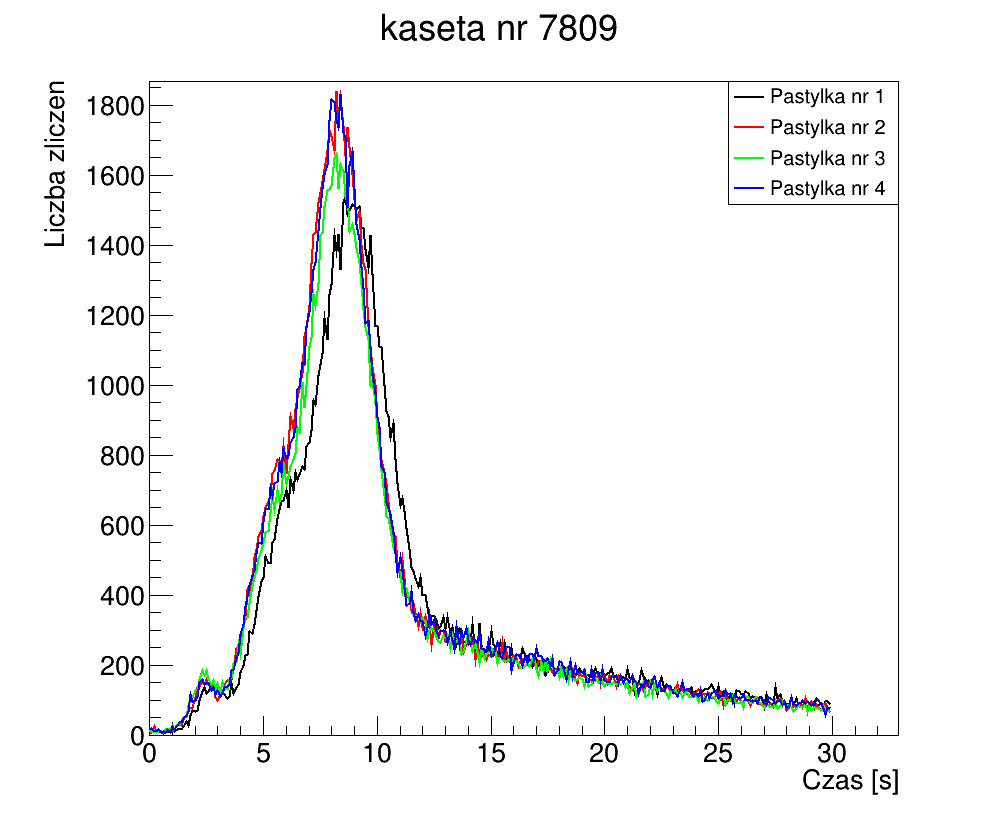 kaseta nr 7809
Liczba zliczen
1800
1600
1400
1200
1000
800
600
400
200
0
0 5 10 15 20 25 30
Czas [s]
Pastylka nr 1
Pastylka nr 2
Pastylka nr 3
Pastylka nr 4